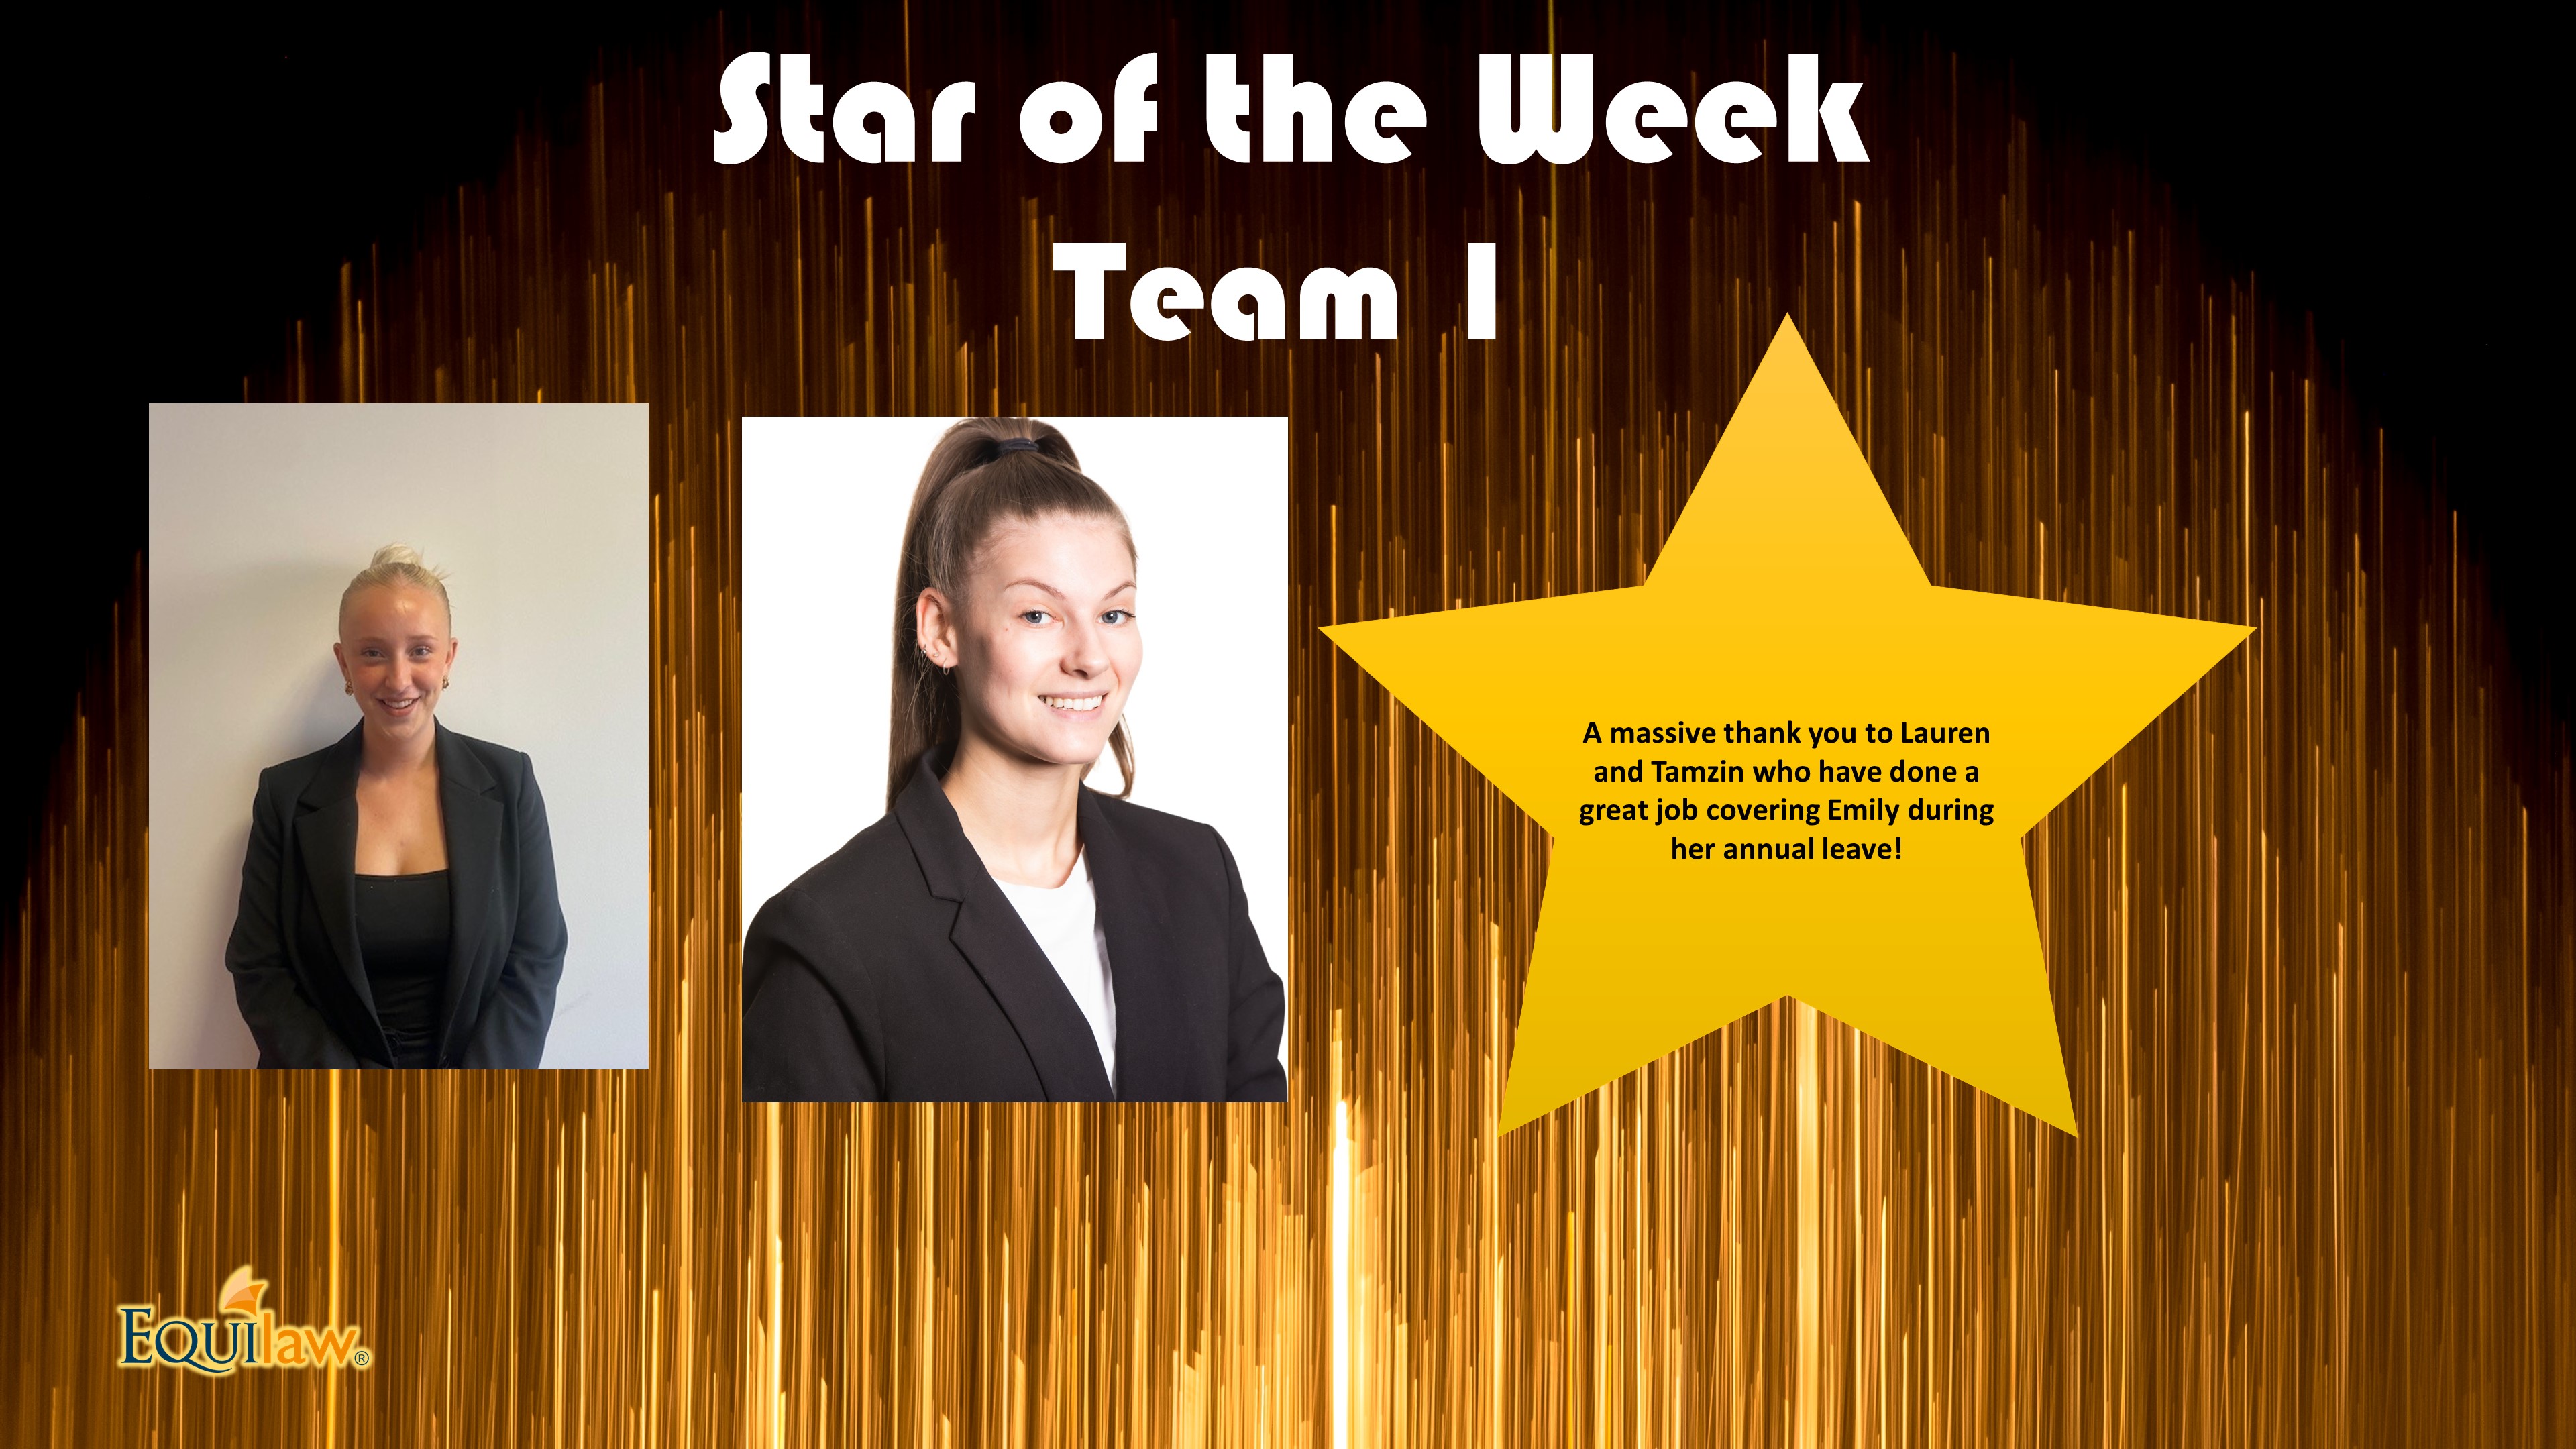 Star of the Week
Team 1
A massive thank you to Lauren
and Tamzin who have done a
great job covering Emily during
her annual leave!
EQUIlaw®